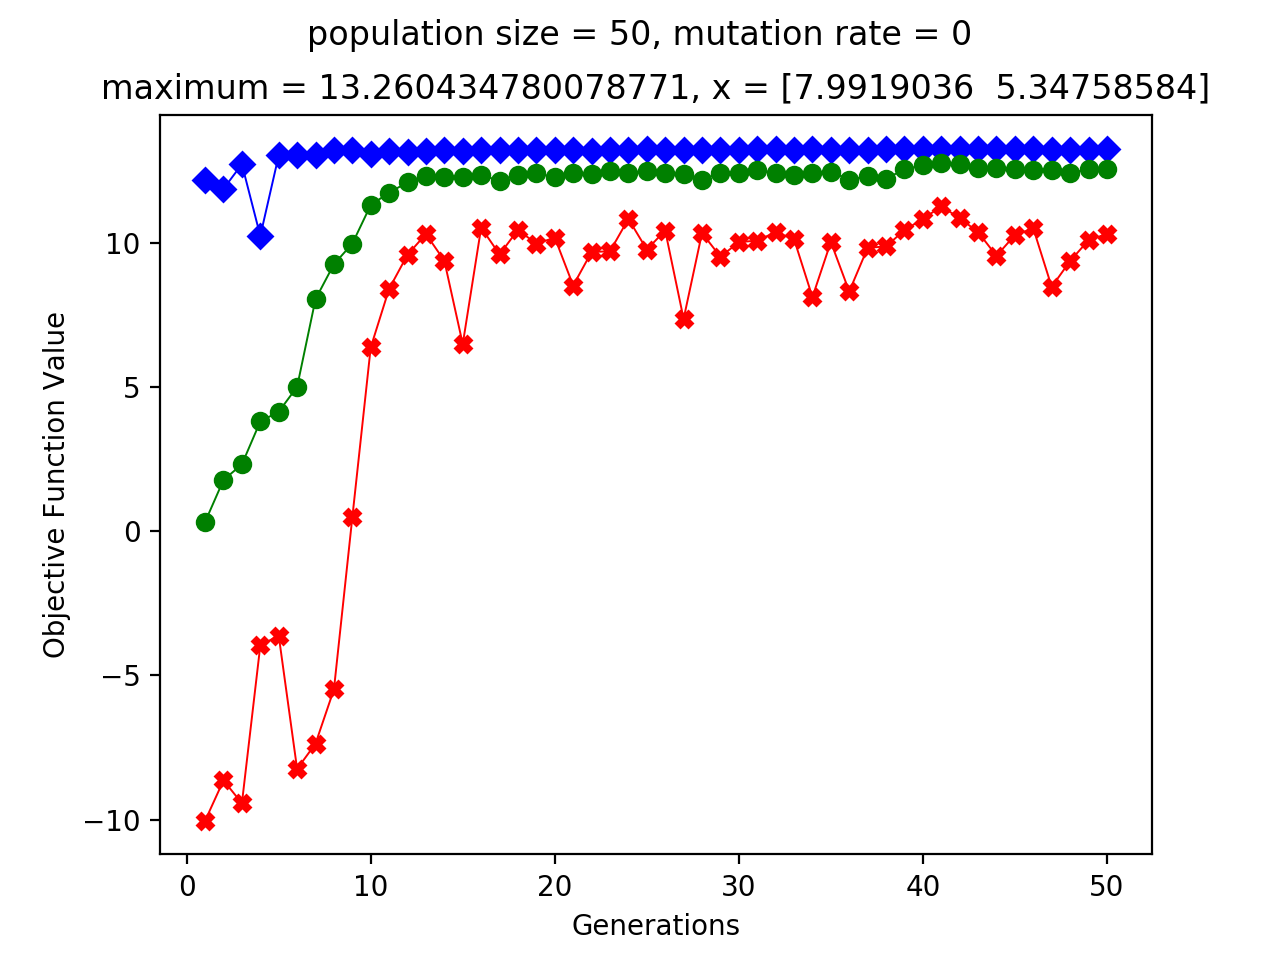 population size = 50, mutation rate = 0
maximum = 13.260434780078771, x = [7.9919036  5.34758584]
Objective Function Value
10
5
0
−5
−10
0 10 20 30 40 50
Generations